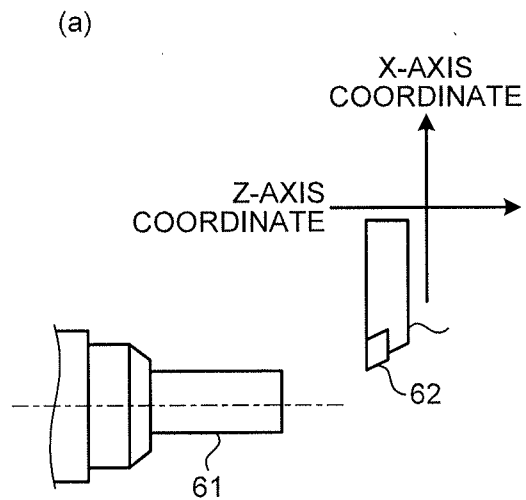 (a)
X-AXIS
COORDINATE
Z-AXIS
COORDINATE
62
61